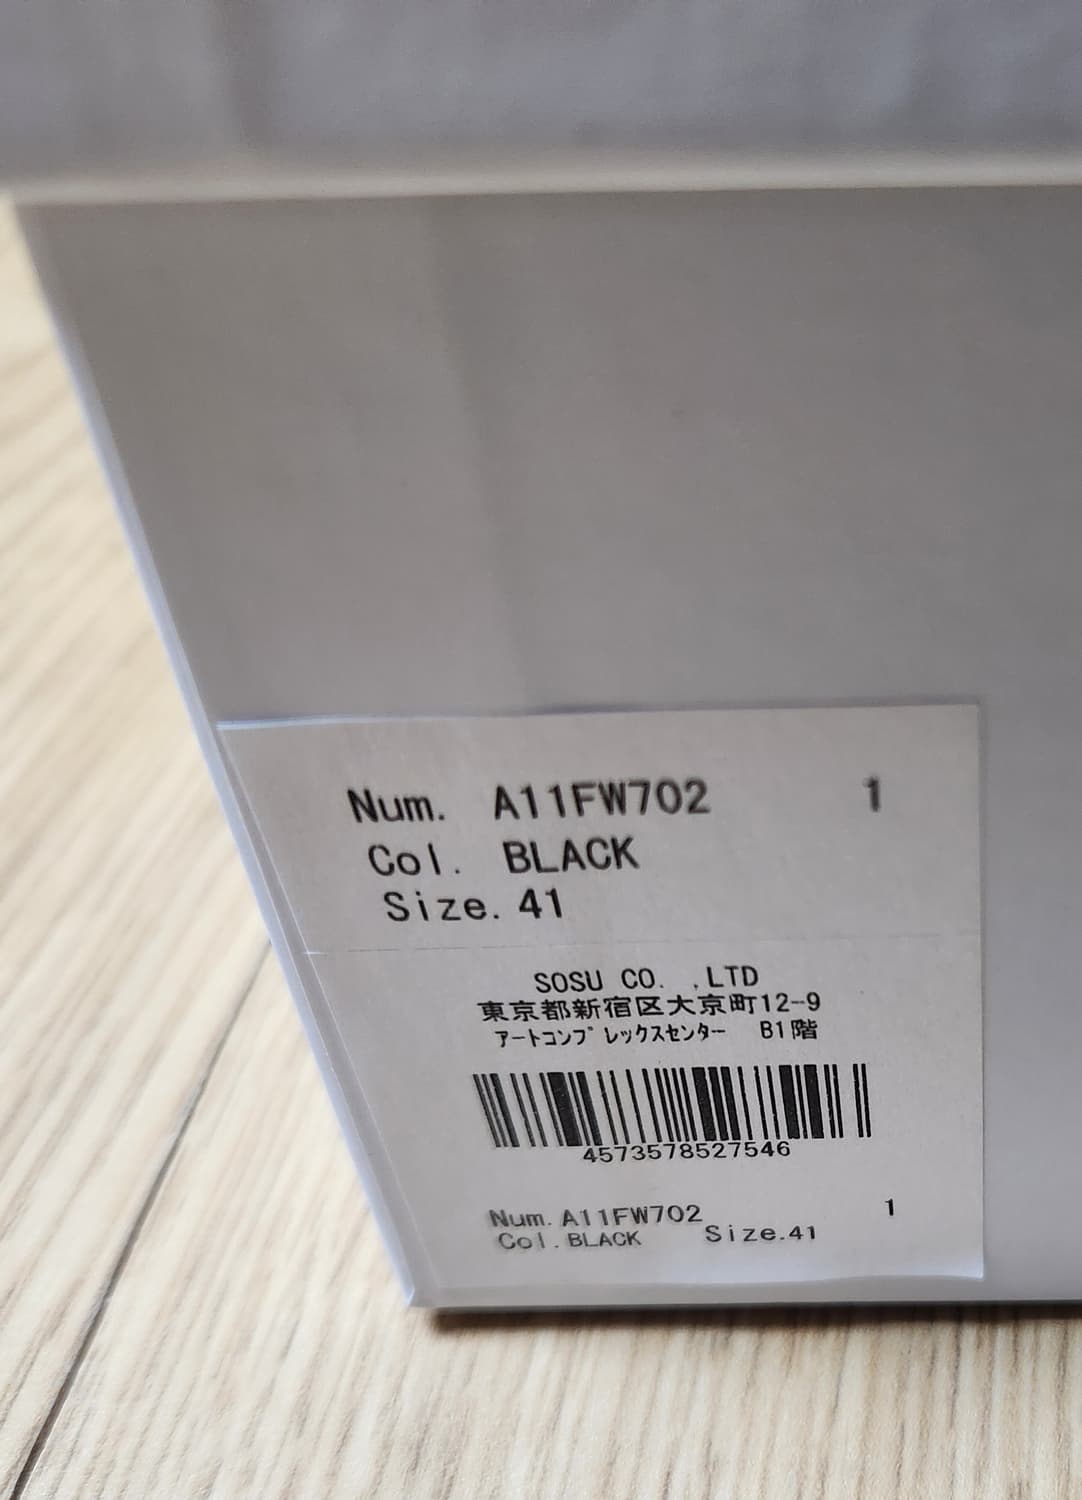 Num. A11FW702 1
Col. BLACK
Size. 41
SOSU CO. ,LTD
東京都新宿区大京町12-9
ｱｰﾄｺﾝﾌﾟﾚｯｸｽｾﾝﾀｰ B1階
4573578527546
Num. A11FW702 1
Col. BLACK Size.41